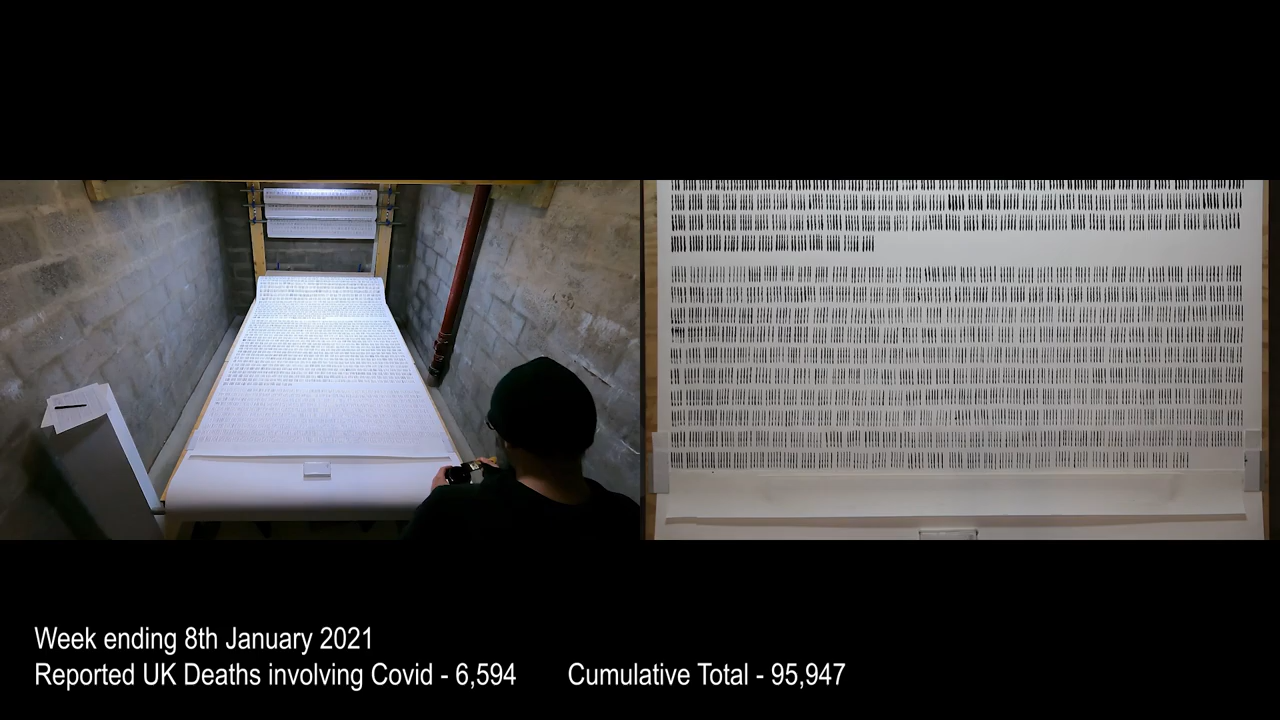 Week ending 8th January 2021
Reported UK Deaths involving Covid - 6,594 Cumulative Total - 95,947